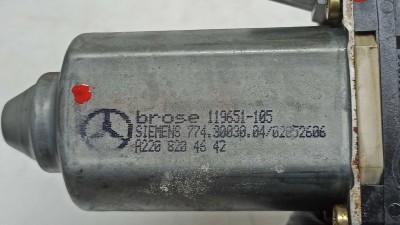 brose 119651-105
SIEMENS 774.30030.04/02052606
A220 820 46 42